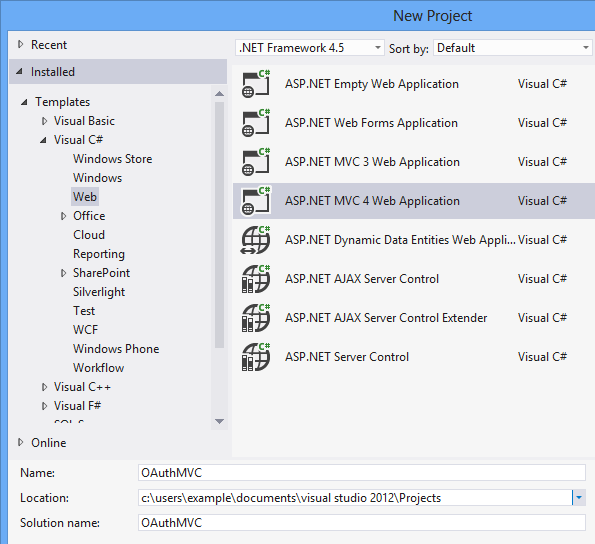 New Project
Recent
.NET Framework 4.5 Sort by: Default
Installed
Templates
Visual Basic
Visual C#
Windows Store
Windows
Web
Office
Cloud
Reporting
SharePoint
Silverlight
Test
WCF
Windows Phone
Workflow
Visual C++
Visual F#
Online
C# ASP.NET Empty Web Application Visual C#
C# ASP.NET Web Forms Application Visual C#
C# ASP.NET MVC 3 Web Application Visual C#
C# ASP.NET MVC 4 Web Application Visual C#
C# ASP.NET Dynamic Data Entities Web Appli... Visual C#
C# ASP.NET AJAX Server Control Visual C#
C# ASP.NET AJAX Server Control Extender Visual C#
C# ASP.NET Server Control Visual C#
Name: OAuthMVC
Location: c:\users\example\documents\visual studio 2012\Projects
Solution name: OAuthMVC